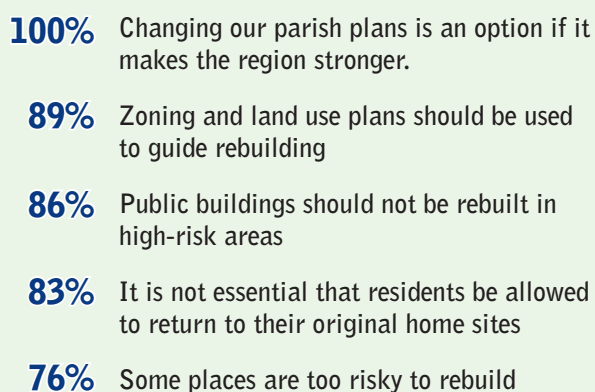 100% Changing our parish plans is an option if it
makes the region stronger.
89% Zoning and land use plans should be used
to guide rebuilding
86% Public buildings should not be rebuilt in
high-risk areas
83% It is not essential that residents be allowed
to return to their original home sites
76% Some places are too risky to rebuild